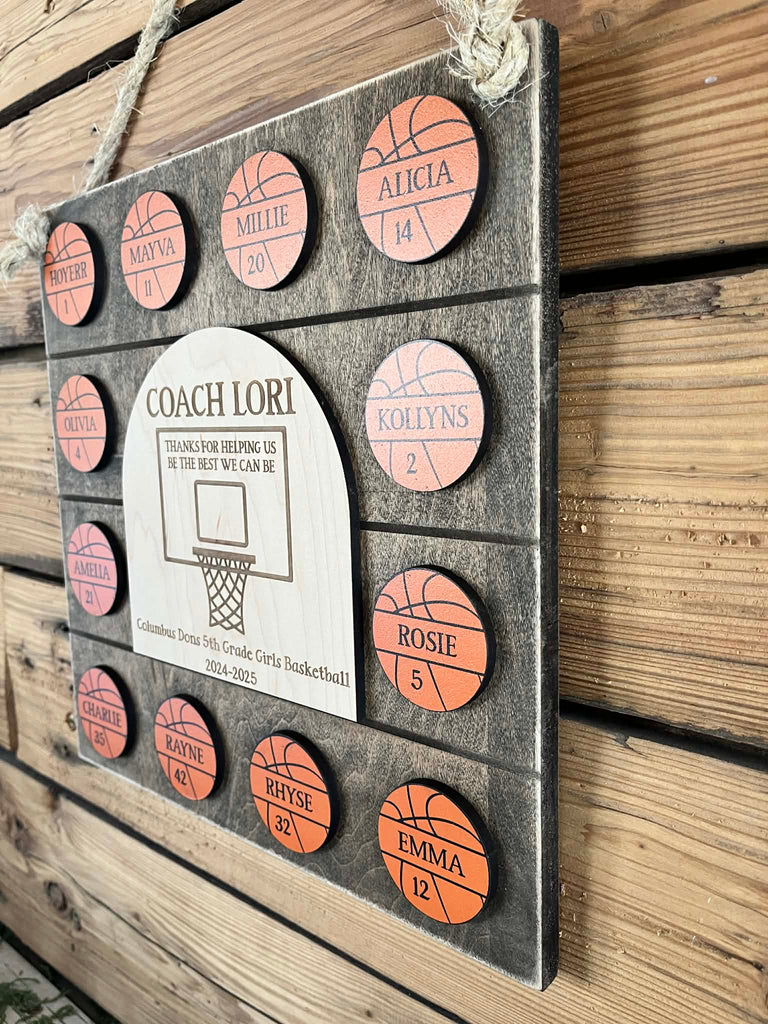 HOYERR
1
MAYVA
11
MILLIE
20
ALICIA
14
OLIVIA
4
COACH LORI
THANKS FOR HELPING US
BE THE BEST WE CAN BE
KOLLYNS
2
AMELIA
21
Columbus Dons 5th Grade Girls Basketball
2024-2025
ROSIE
5
CHARLIE
35
RAYNE
42
RHYSE
32
EMMA
12